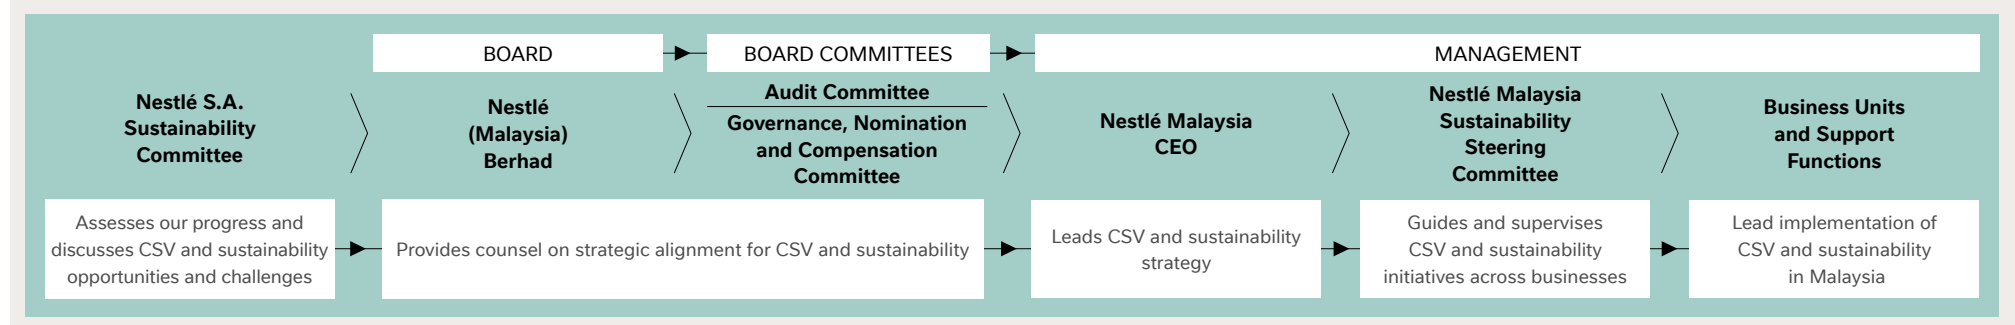 BOARD
BOARD COMMITTEES
MANAGEMENT
Nestlé S.A.
Sustainability
Committee
Nestlé
(Malaysia)
Berhad
Audit Committee
Governance, Nomination
and Compensation
Committee
Nestlé Malaysia
CEO
Nestlé Malaysia
Sustainability
Steering
Committee
Business Units
and Support
Functions
Assesses our progress and
discusses CSV and sustainability
opportunities and challenges
Provides counsel on strategic alignment for CSV and sustainability
Leads CSV and sustainability
strategy
Guides and supervises
CSV and sustainability
initiatives across businesses
Lead implementation of
CSV and sustainability
in Malaysia